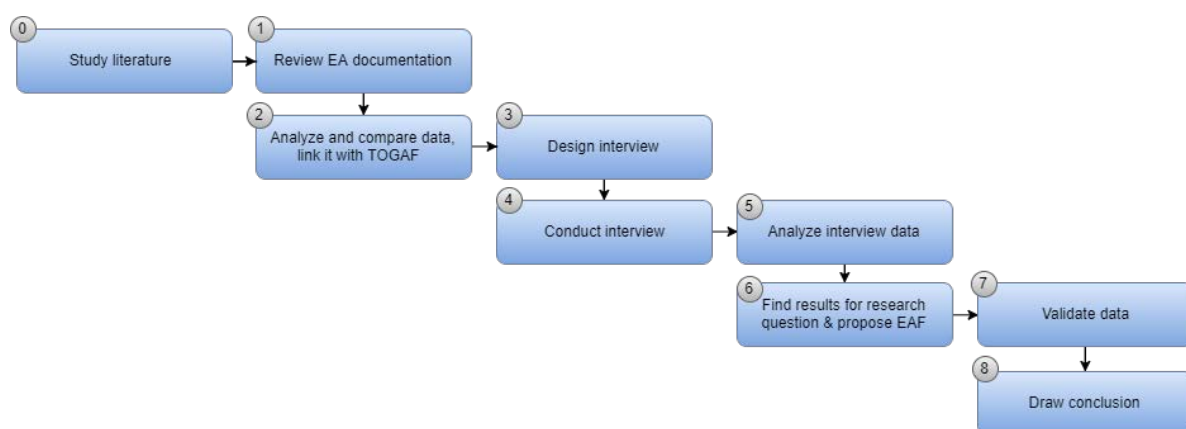 0
Study literature
1
Review EA documentation
2
Analyze and compare data,
link it with TOGAF
3
Design interview
4
Conduct interview
5
Analyze interview data
6
Find results for research
question & propose EAF
7
Validate data
8
Draw conclusion